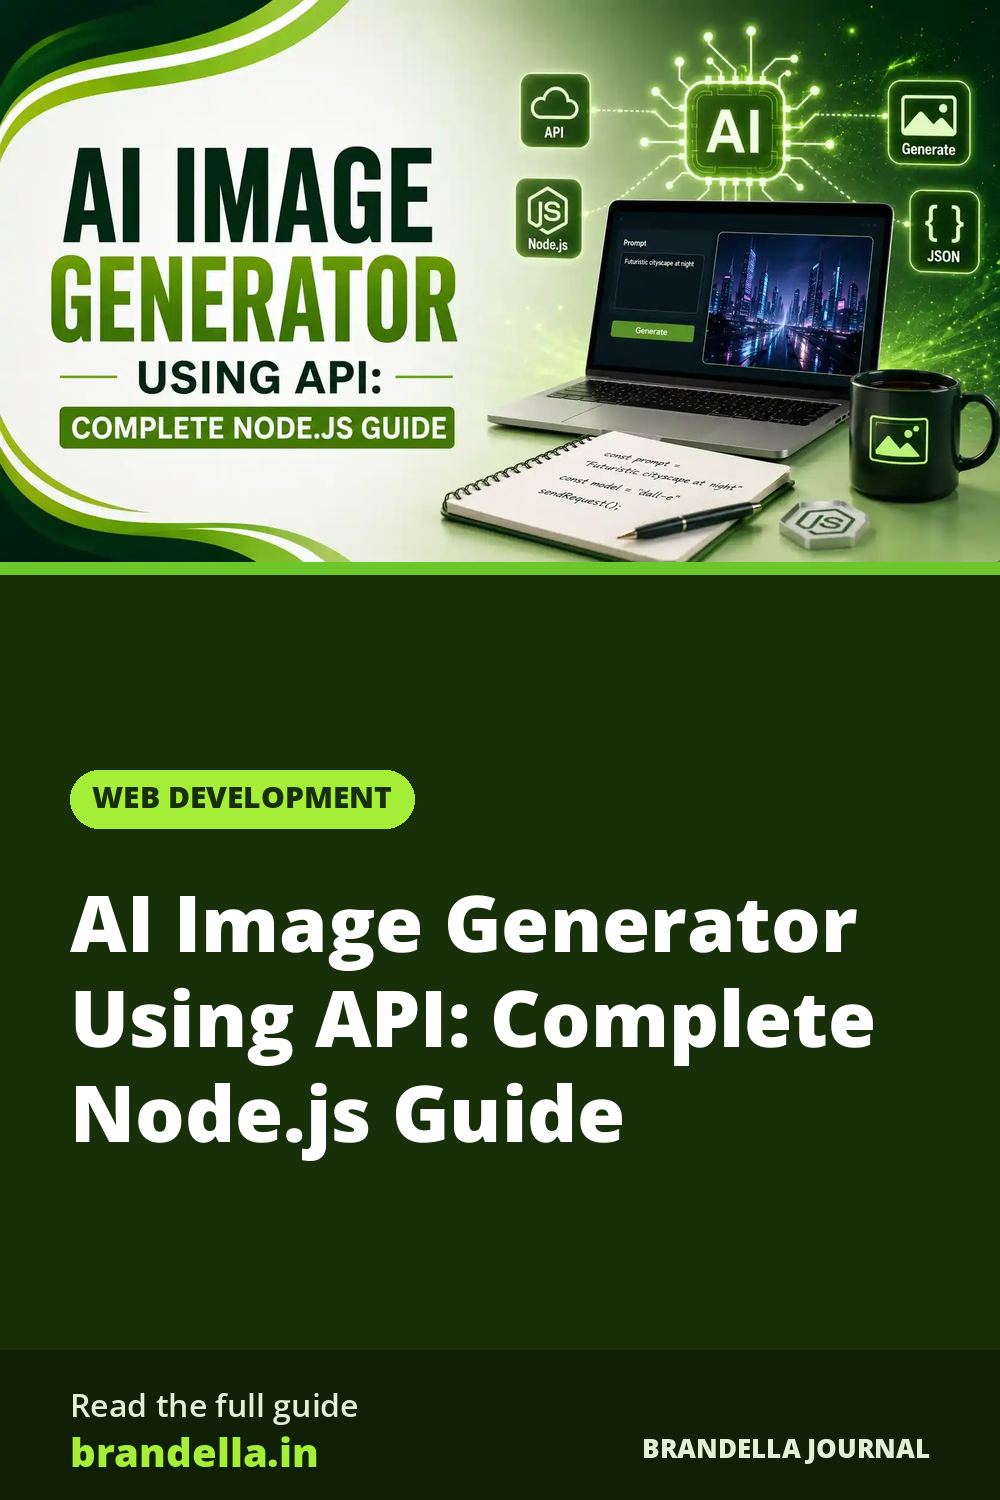 AI IMAGE
GENERATOR
USING API:
COMPLETE NODE.JS GUIDE
API
JS
Node.js
AI
Generate
{ }
JSON
Prompt
Futuristic cityscape at night
Generate
const prompt =
"Futuristic cityscape at night"
const model = "dall-e"
sendRequest();
JS
WEB DEVELOPMENT
AI Image Generator
Using API: Complete
Node.js Guide
Read the full guide
brandella.in
BRANDELLA JOURNAL